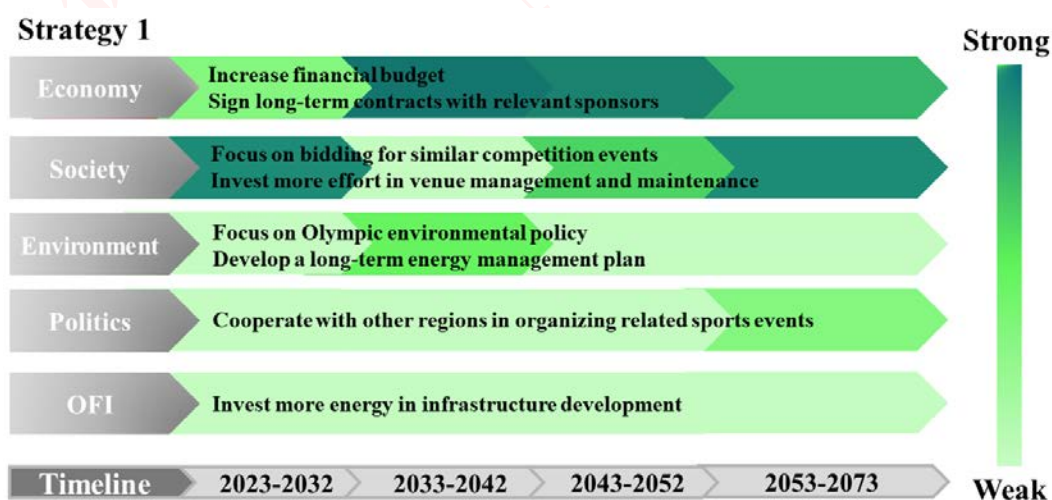 Strategy 1
Strong
Economy
Increase financial budget
Sign long-term contracts with relevant sponsors
Society
Focus on bidding for similar competition events
Invest more effort in venue management and maintenance
Environment
Focus on Olympic environmental policy
Develop a long-term energy management plan
Politics
Cooperate with other regions in organizing related sports events
OFI
Invest more energy in infrastructure development
Timeline 2023-2032 2033-2042 2043-2052 2053-2073
Weak